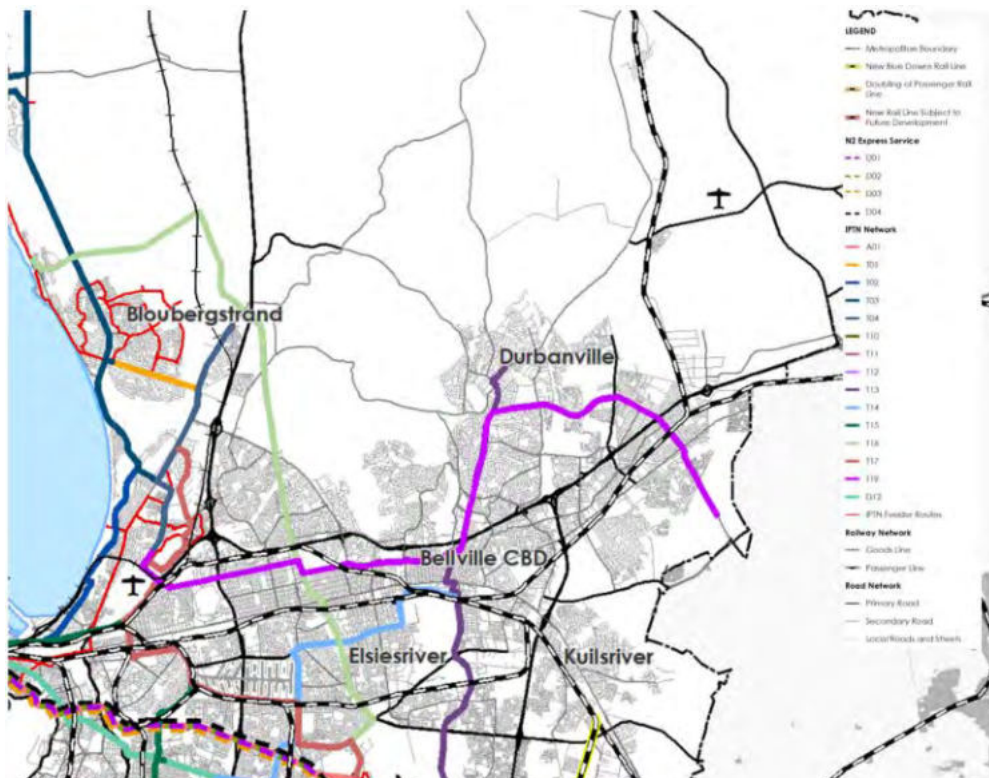 Bloubergstrand
Durbanville
Bellville CBD
Elsiesriver
Kuilsriver
LEGEND
Metropolitan Boundary
New Blue Downs Rail Line
Doubling of Passenger Rail
Line
New Rail Line Subject to
Future Development
N2 Express Service
D01
D02
D03
D04
IPTN Network
A01
T01
T02
T03
T04
T10
T11
T12
T13
T14
T15
T16
T17
T19
D12
IPTN Feeder Routes
Railway Network
Goods Line
Passenger Line
Road Network
Primary Road
Secondary Road
Local Roads and Streets